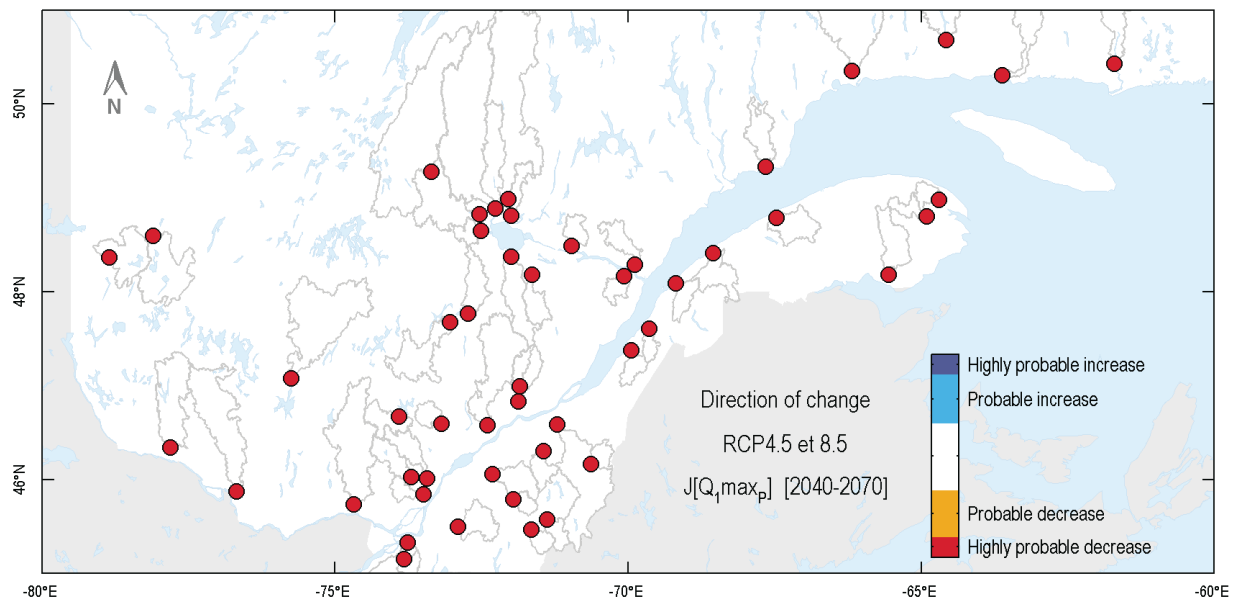 N
50°N
48°N
46°N
Highly probable increase
Probable increase
Direction of change
RCP4.5 et 8.5
J[Q₁maxₚ] [2040-2070]
Probable decrease
Highly probable decrease
-80°E
-75°E
-70°E
-65°E
-60°E